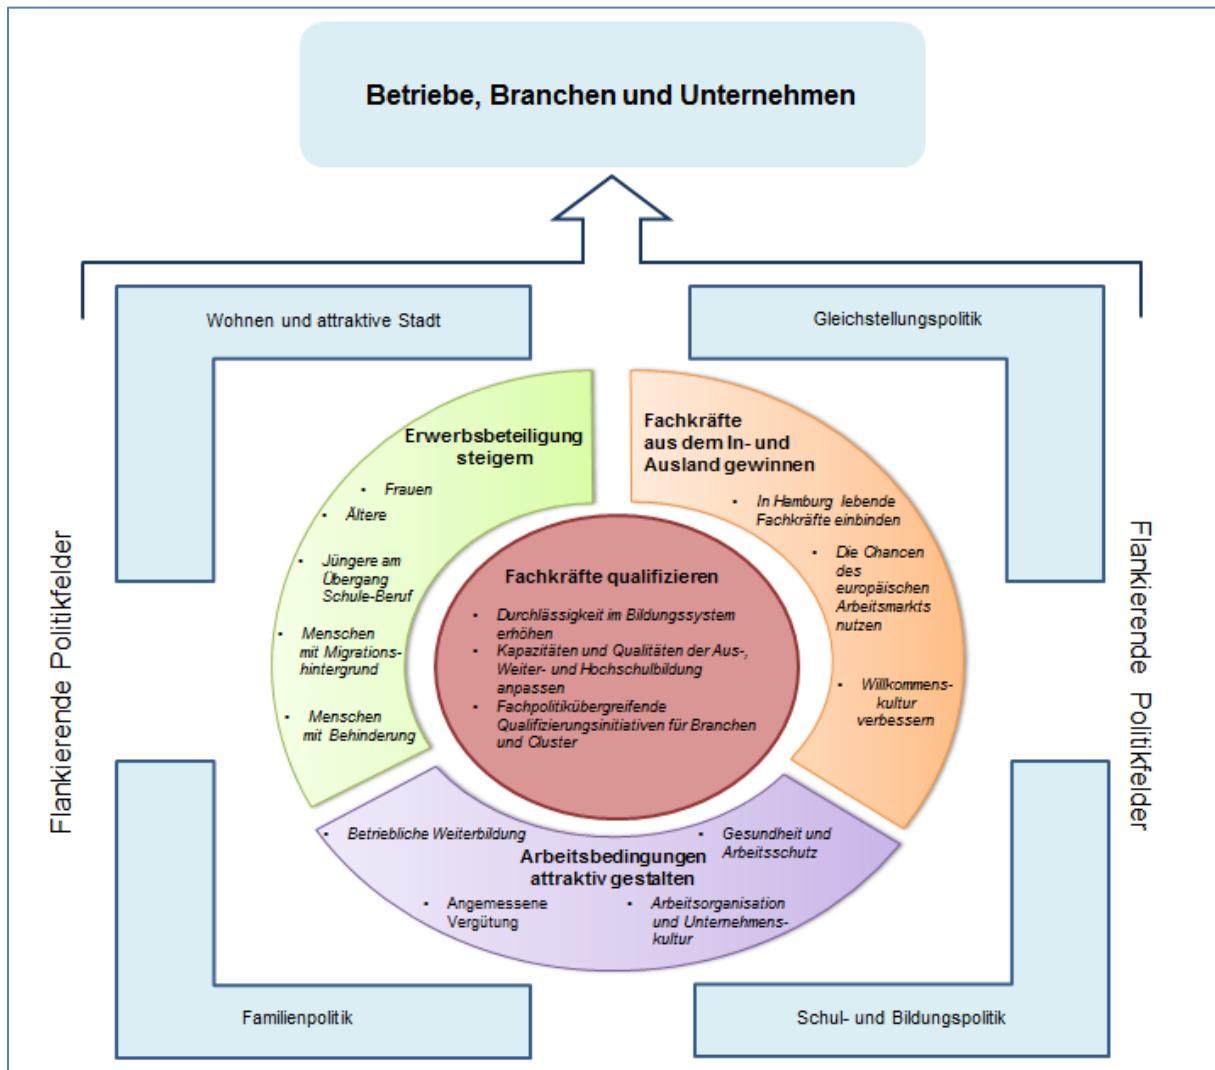 Betriebe, Branchen und Unternehmen
Wohnen und attraktive Stadt
Gleichstellungspolitik
Flankierende Politikfelder
Erwerbsbeteiligung
steigern
▪ Frauen
▪ Ältere
▪ Jüngere am
Übergang
Schule-Beruf
▪ Menschen
mit Migrations-
hintergrund
▪ Menschen
mit Behinderung
Fachkräfte
aus dem In- und
Ausland gewinnen
▪ In Hamburg lebende
Fachkräfte einbinden
▪ Die Chancen
des
europäischen
Arbeitsmarkts
nutzen
▪ Willkommens-
kultur
verbessern
Fachkräfte qualifizieren
▪ Durchlässigkeit im Bildungssystem
erhöhen
▪ Kapazitäten und Qualitäten der Aus-,
Weiter- und Hochschulbildung
anpassen
▪ Fachpolitikübergreifende
Qualifizierungsinitiativen für Branchen
und Cluster
Flankierende Politikfelder
▪ Betriebliche Weiterbildung
▪ Gesundheit und
Arbeitsschutz
Arbeitsbedingungen
attraktiv gestalten
▪ Angemessene
Vergütung
▪ Arbeitsorganisation
und Unternehmens-
kultur
Familienpolitik
Schul- und Bildungspolitik